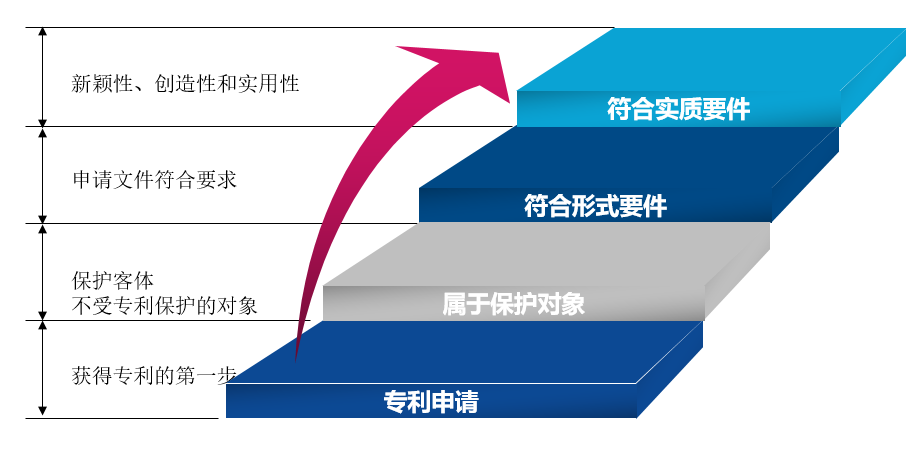 新颖性、创造性和实用性
符合实质要件
申请文件符合要求
符合形式要件
保护客体
不受专利保护的对象
属于保护对象
获得专利的第一步
专利申请